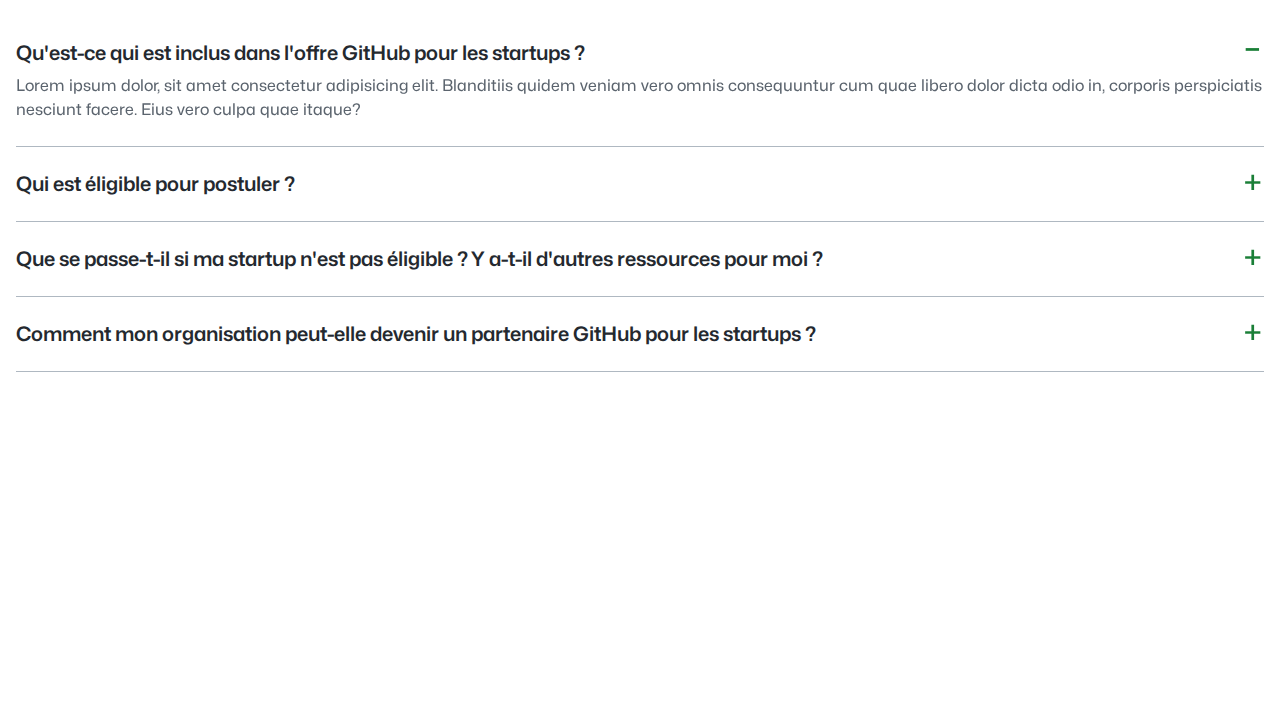 Qu'est-ce qui est inclus dans l'offre GitHub pour les startups ?
Lorem ipsum dolor, sit amet consectetur adipisicing elit. Blanditiis quidem veniam vero omnis consequuntur cum quae libero dolor dicta odio in, corporis perspiciatis
nesciunt facere. Eius vero culpa quae itaque?
Qui est éligible pour postuler ?
Que se passe-t-il si ma startup n'est pas éligible ? Y a-t-il d'autres ressources pour moi ?
Comment mon organisation peut-elle devenir un partenaire GitHub pour les startups ?